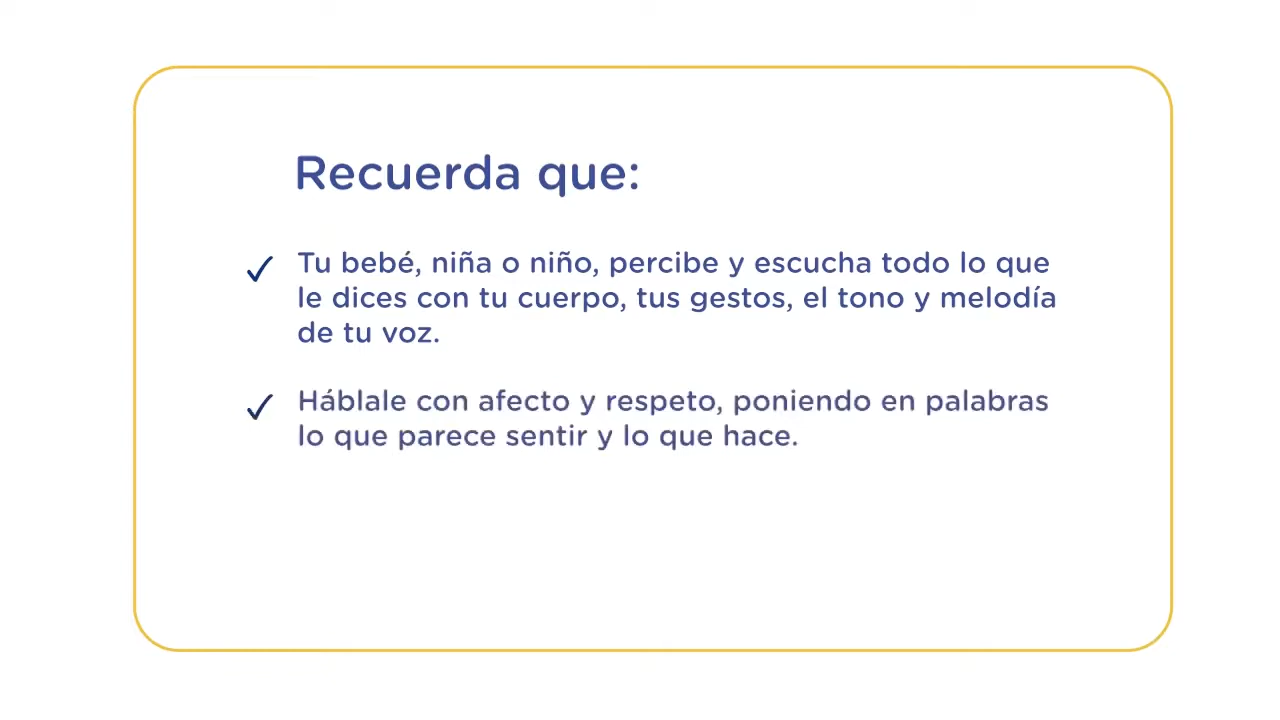 Recuerda que:
✓ Tu bebé, niña o niño, percibe y escucha todo lo que
le dices con tu cuerpo, tus gestos, el tono y melodía
de tu voz.
✓ Háblale con afecto y respeto, poniendo en palabras
lo que parece sentir y lo que hace.